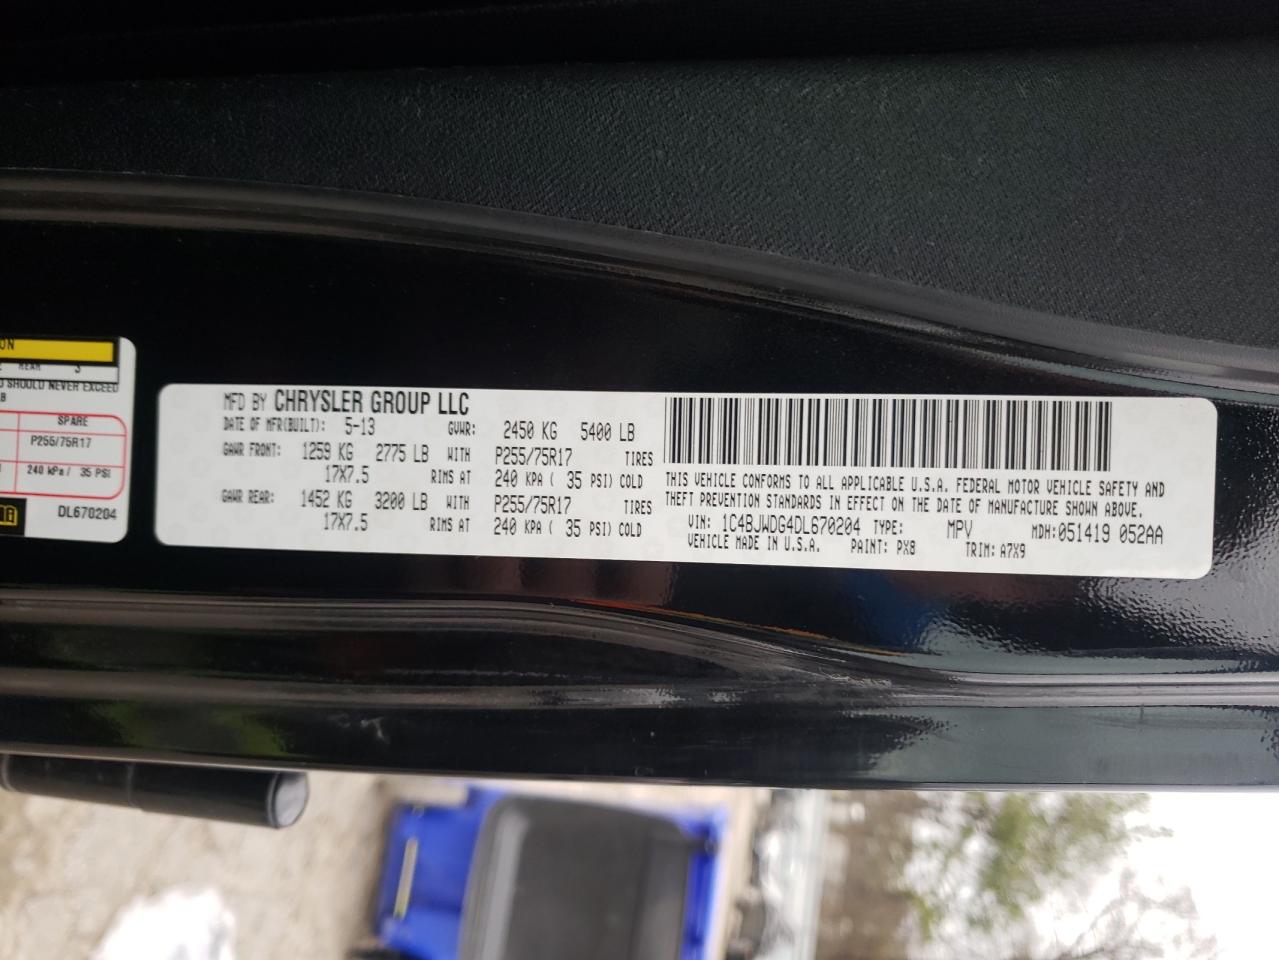 ON
REAR 3
SHOULD NEVER EXCEED
SPARE
P255/75R17
240 kPa / 35 PSI
DL670204
MFD BY CHRYSLER GROUP LLC
DATE OF MFR(BUILT): 5-13 GVWR: 2450 KG 5400 LB
GAWR FRONT: 1259 KG 2775 LB WITH P255/75R17 TIRES
17X7.5 RIMS AT 240 KPA ( 35 PSI) COLD
GAWR REAR: 1452 KG 3200 LB WITH P255/75R17 TIRES
17X7.5 RIMS AT 240 KPA ( 35 PSI) COLD
THIS VEHICLE CONFORMS TO ALL APPLICABLE U.S.A. FEDERAL MOTOR VEHICLE SAFETY AND
THEFT PREVENTION STANDARDS IN EFFECT ON THE DATE OF MANUFACTURE SHOWN ABOVE.
VIN: 1C4BJWDG4DL670204 TYPE: MPV MDH:051419 052AA
VEHICLE MADE IN U.S.A. PAINT: PX8 TRIM: A7X9